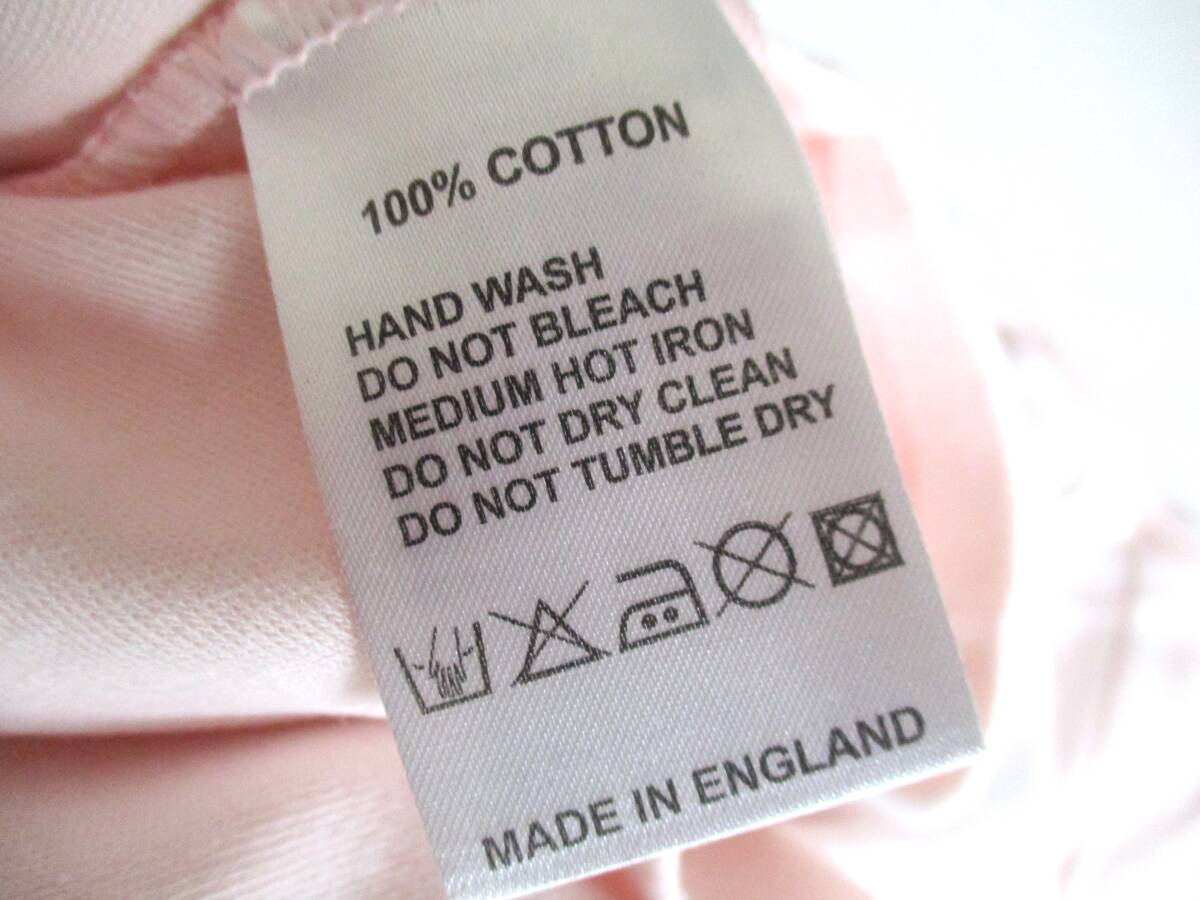 100% COTTON
HAND WASH
DO NOT BLEACH
MEDIUM HOT IRON
DO NOT DRY CLEAN
DO NOT TUMBLE DRY
MADE IN ENGLAND